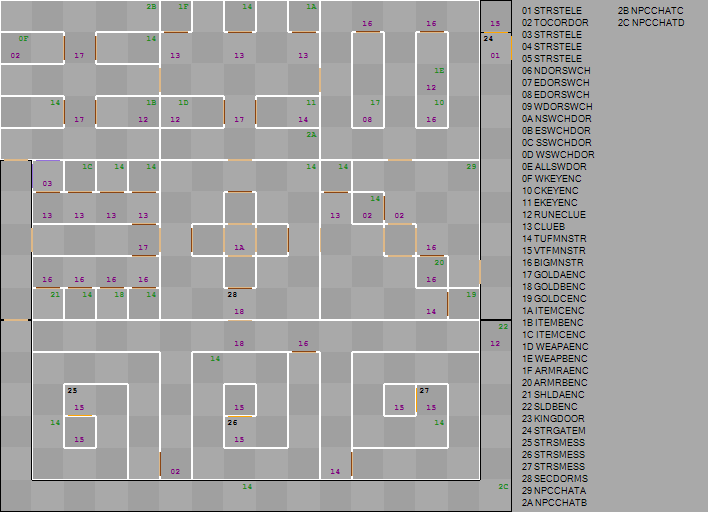 2B 1F 14 1A
16 16 15
0F 14 24
02 17 13 13 13 01
1E
12
14 1B 1D 11 17 10
17 12 12 17 14 08 16
2A
1C 14 14 14 14 29
03
14
13 13 13 13 13 02 02
17 1A 16
20
16 16 16 16 16
21 14 18 14 28 19
18 14
22
18 16 12
14
25 27
15 15 15 15
14 26 14
15 15
02 14
14 2C
01 STRSTELE 2B NPCCHATC
02 TOCORDOR 2C NPCCHATD
03 STRSTELE
04 STRSTELE
05 STRSTELE
06 NDORSWCH
07 EDORSWCH
08 EDORSWCH
09 WDORSWCH
0A NSWCHDOR
0B ESWCHDOR
0C SSWCHDOR
0D WSWCHDOR
0E ALLSWDOR
0F WKEYENC
10 CKEYENC
11 EKEYENC
12 RUNECLUE
13 CLUEB
14 TUFMNSTR
15 VTFMNSTR
16 BIGMNSTR
17 GOLDAENC
18 GOLDBENC
19 GOLDCENC
1A ITEMCENC
1B ITEMBENC
1C ITEMCENC
1D WEAPAENC
1E WEAPBENC
1F ARMRAENC
20 ARMRBENC
21 SHLDAENC
22 SLDBENC
23 KINGDOOR
24 STRGATEM
25 STRSMESS
26 STRSMESS
27 STRSMESS
28 SECDORMS
29 NPCCHATA
2A NPCCHATB